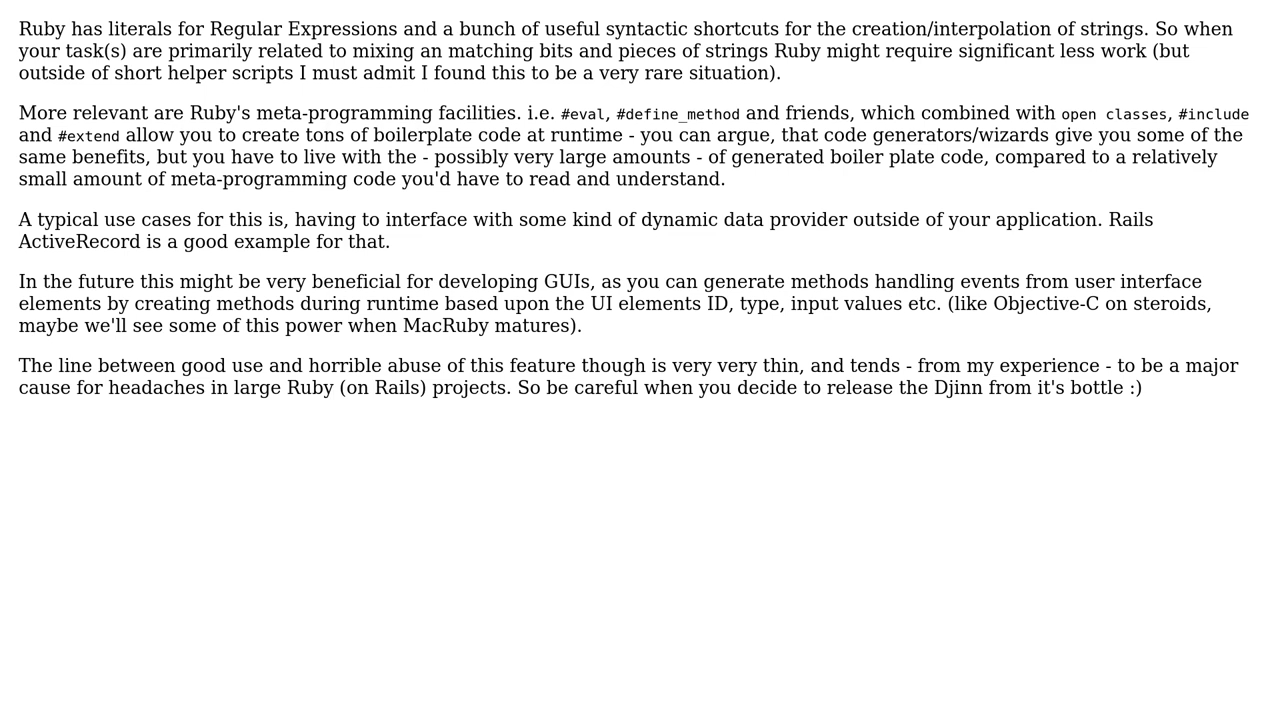 Ruby has literals for Regular Expressions and a bunch of useful syntactic shortcuts for the creation/interpolation of strings. So when
your task(s) are primarily related to mixing an matching bits and pieces of strings Ruby might require significant less work (but
outside of short helper scripts I must admit I found this to be a very rare situation).
More relevant are Ruby's meta-programming facilities. i.e. #eval, #define_method and friends, which combined with open classes, #include
and #extend allow you to create tons of boilerplate code at runtime - you can argue, that code generators/wizards give you some of the
same benefits, but you have to live with the - possibly very large amounts - of generated boiler plate code, compared to a relatively
small amount of meta-programming code you'd have to read and understand.
A typical use cases for this is, having to interface with some kind of dynamic data provider outside of your application. Rails
ActiveRecord is a good example for that.
In the future this might be very beneficial for developing GUIs, as you can generate methods handling events from user interface
elements by creating methods during runtime based upon the UI elements ID, type, input values etc. (like Objective-C on steroids,
maybe we'll see some of this power when MacRuby matures).
The line between good use and horrible abuse of this feature though is very very thin, and tends - from my experience - to be a major
cause for headaches in large Ruby (on Rails) projects. So be careful when you decide to release the Djinn from it's bottle :)